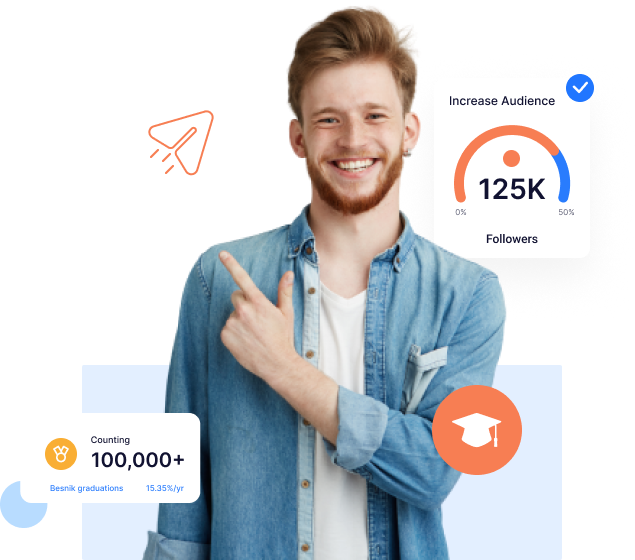 Increase Audience
125K
0%
50%
Followers
Counting
100,000+
Besnik graduations
15.35%/yr